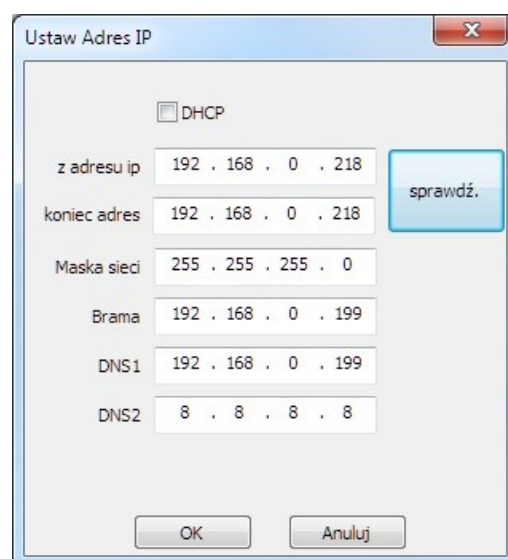 Ustaw Adres IP
DHCP
z adresu ip 192 . 168 . 0 . 218
sprawdź.
koniec adres 192 . 168 . 0 . 218
Maska sieci 255 . 255 . 255 . 0
Brama 192 . 168 . 0 . 199
DNS1 192 . 168 . 0 . 199
DNS2 8 . 8 . 8 . 8
OK Anuluj